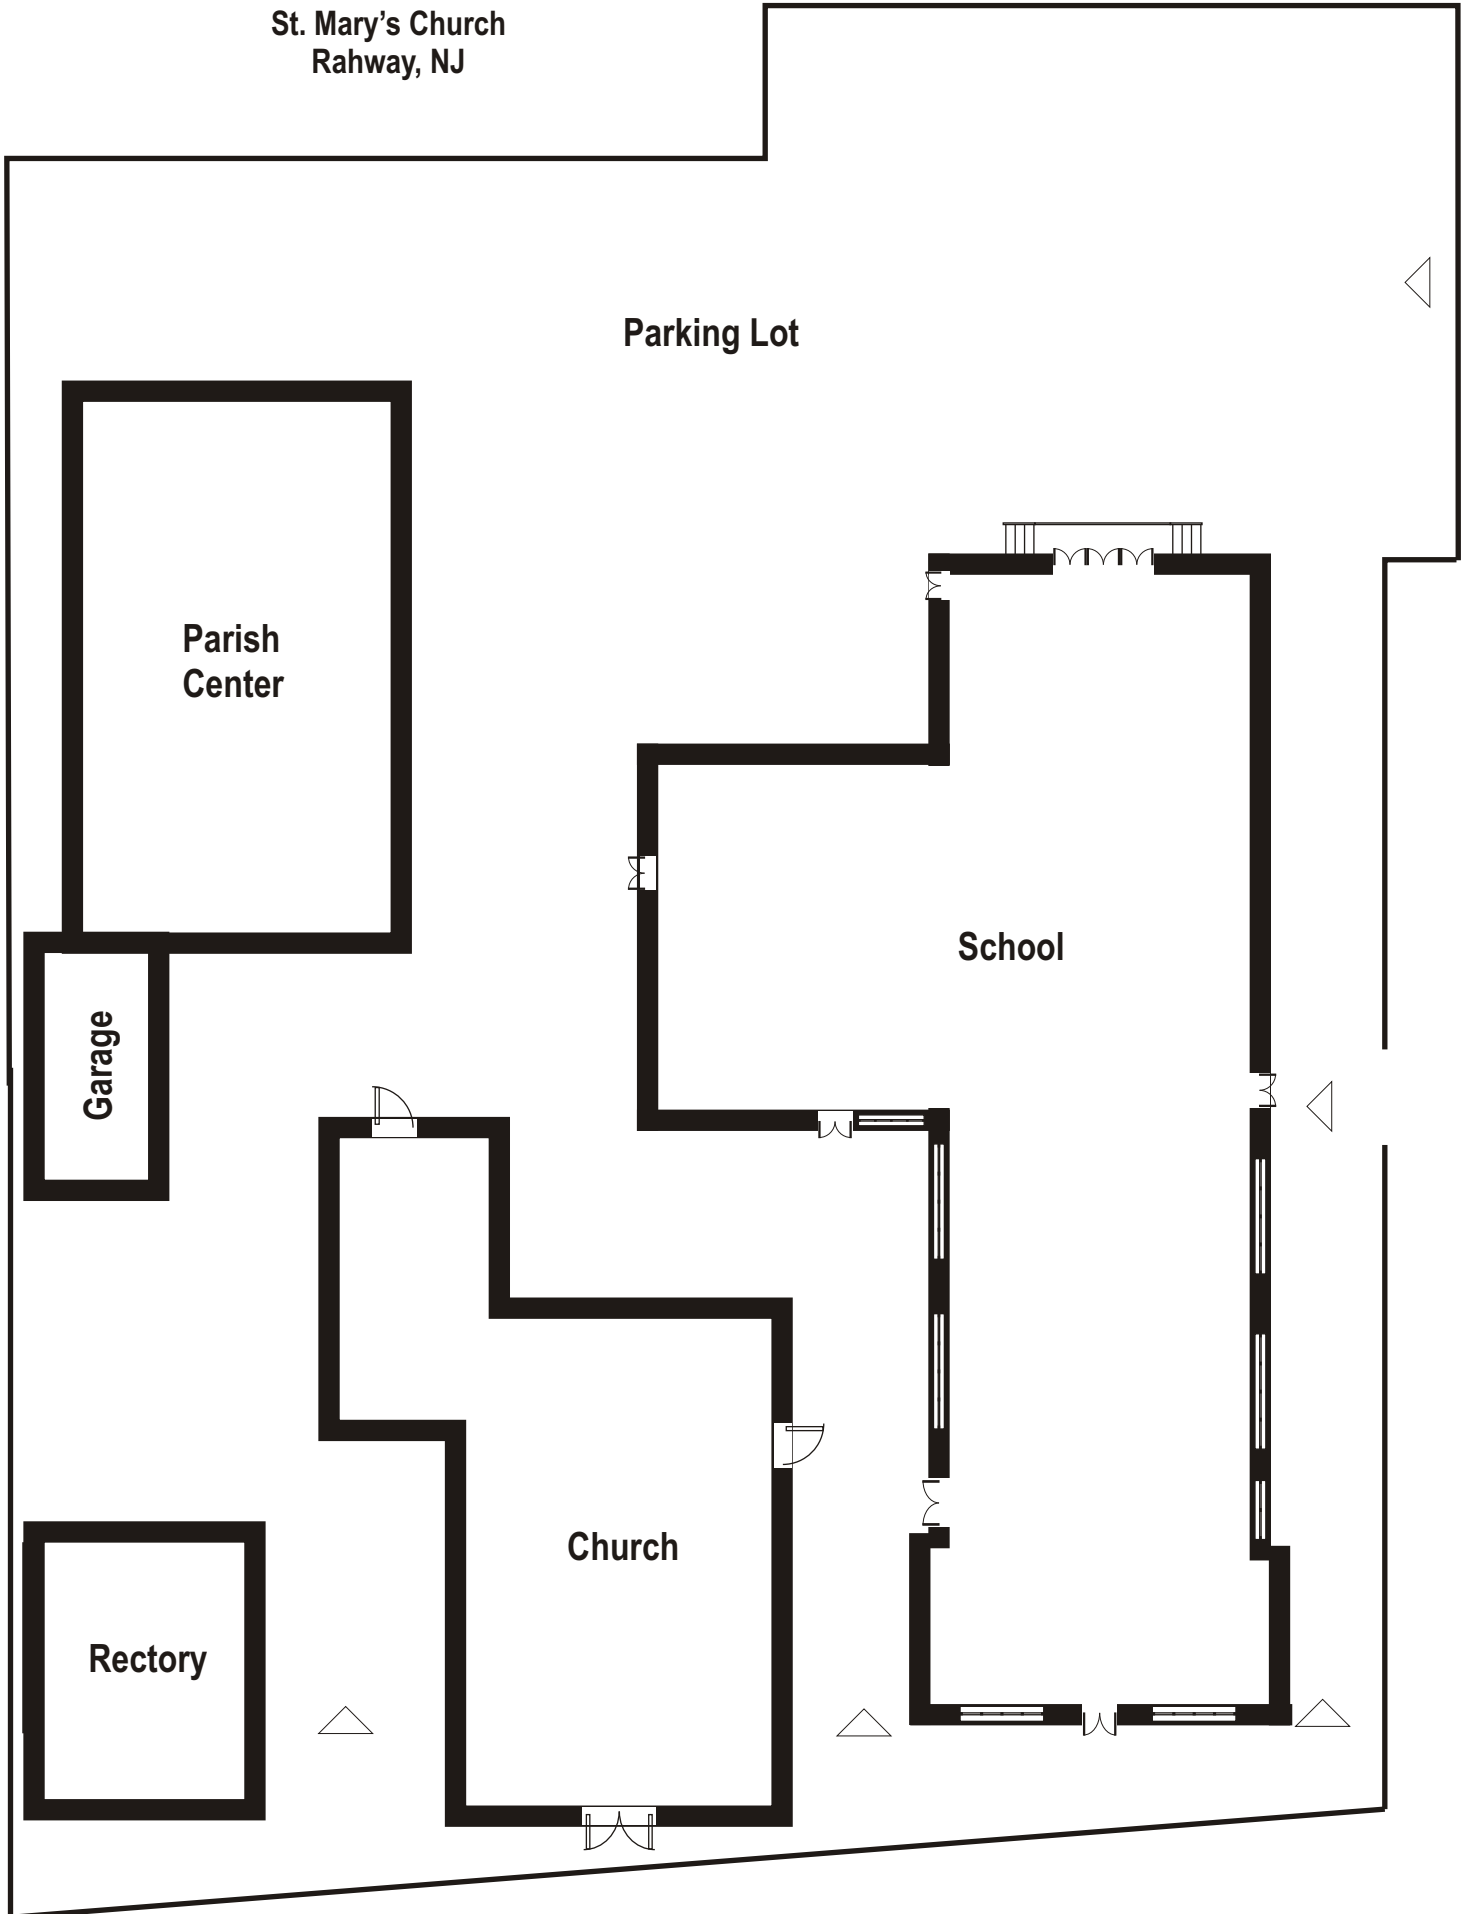 St. Mary’s Church
Rahway, NJ
Parking Lot
Parish
Center
School
Garage
Church
Rectory